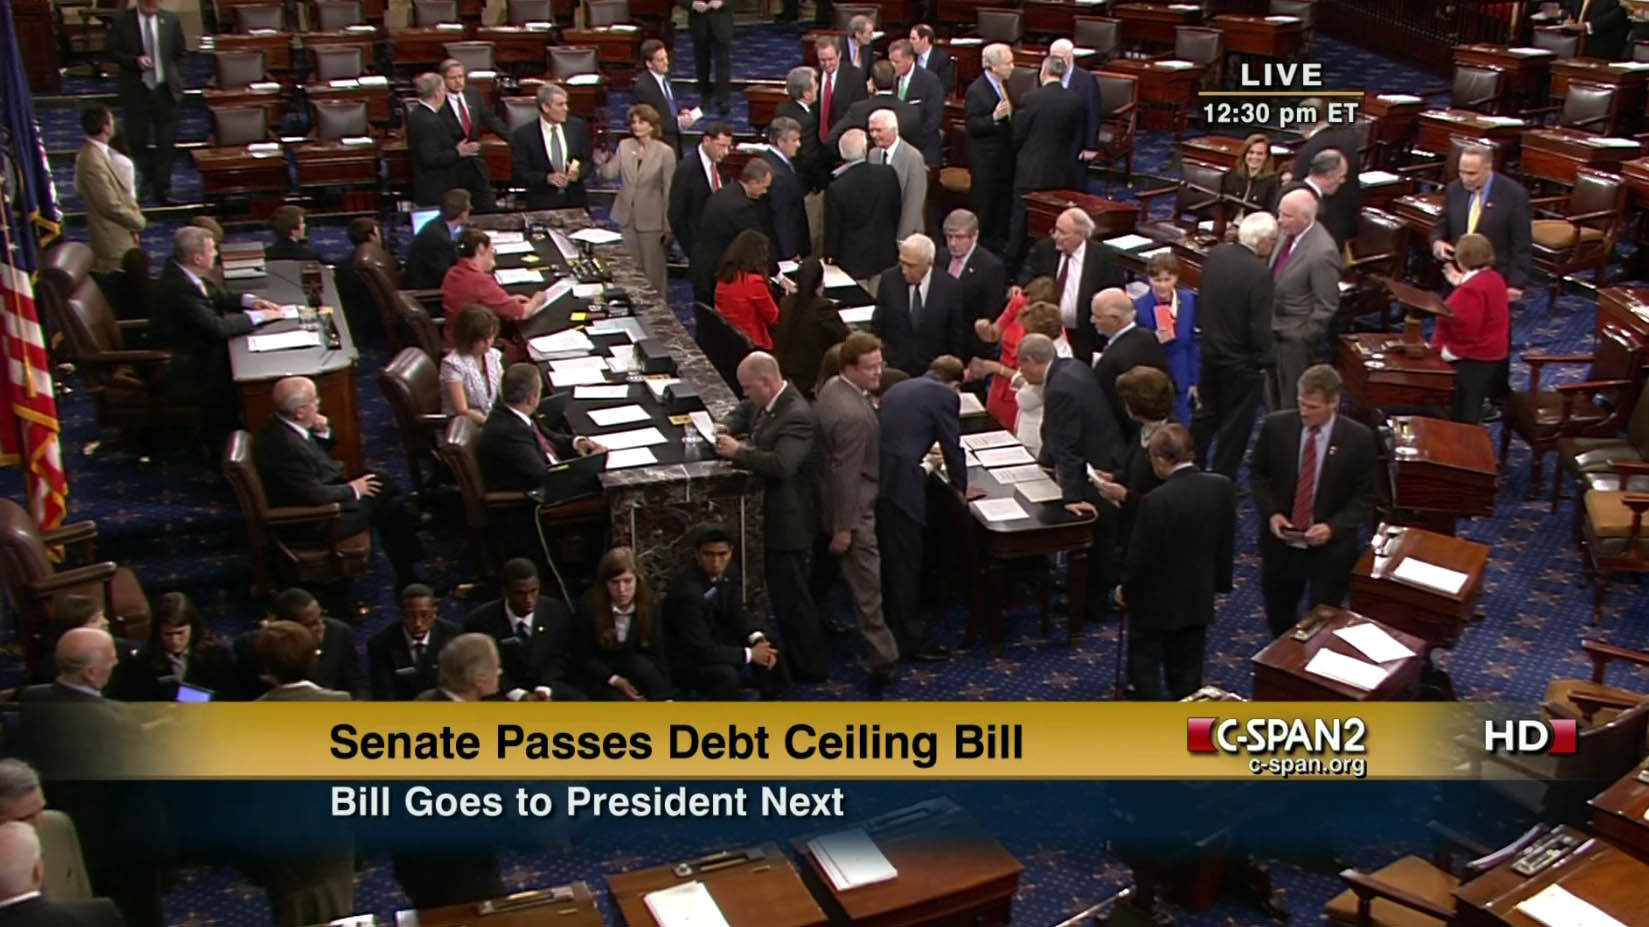 LIVE
12:30 pm ET
Senate Passes Debt Ceiling Bill
C-SPAN2
HD
c-span.org
Bill Goes to President Next